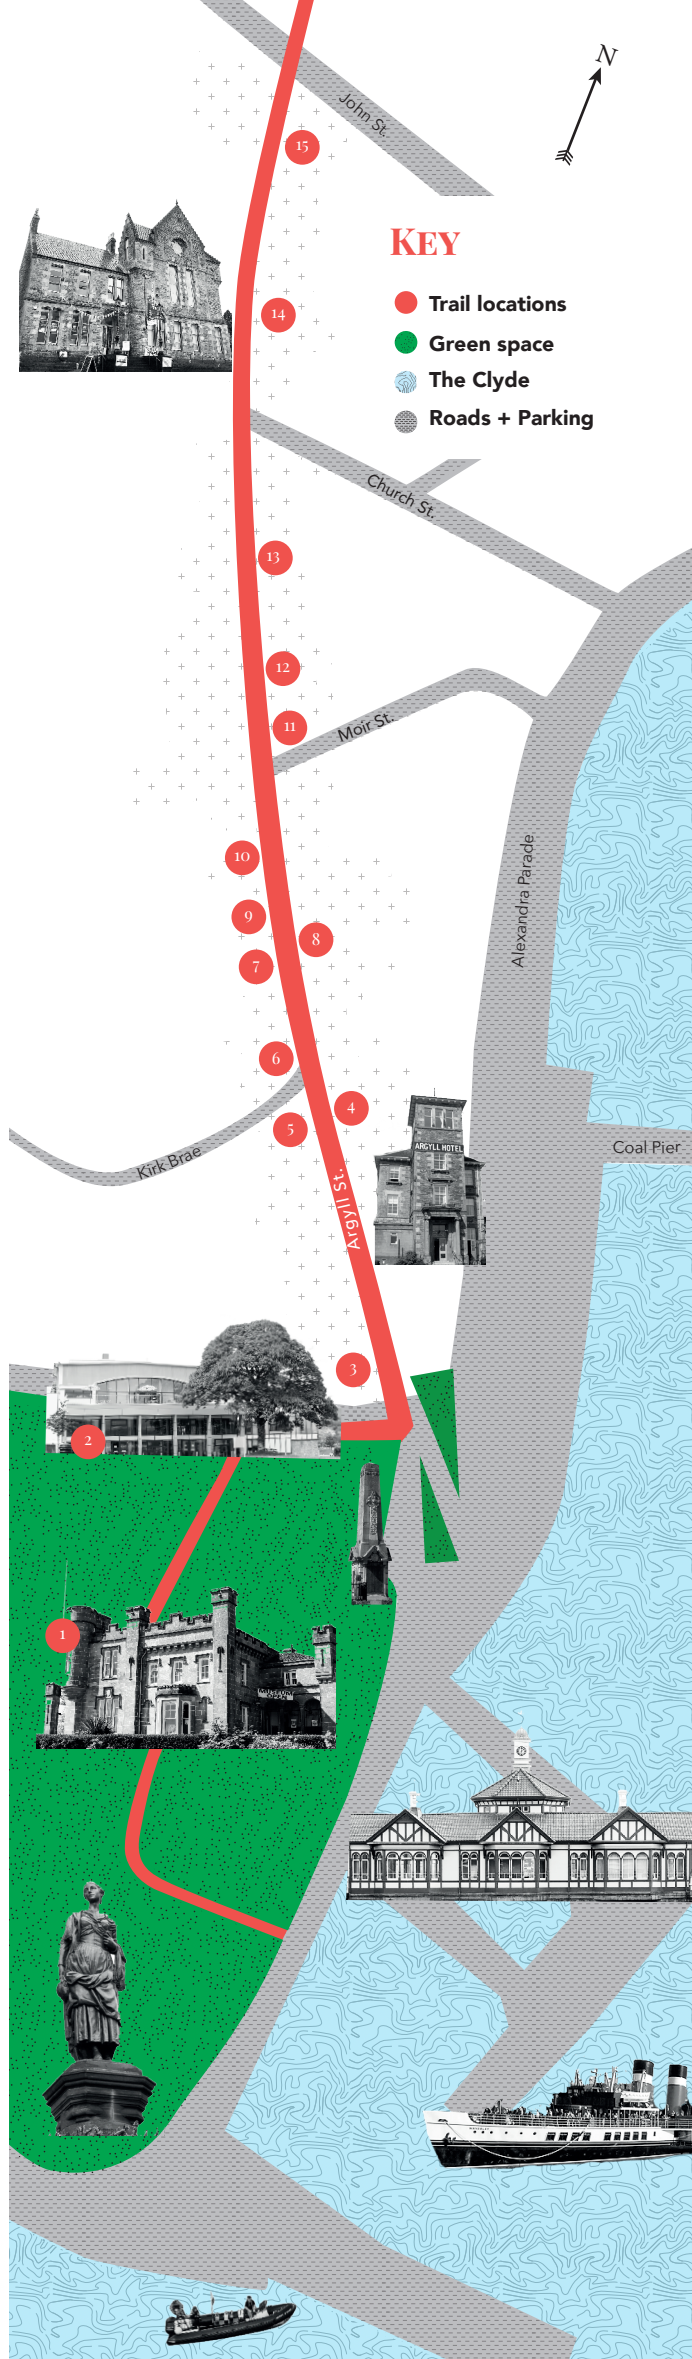 N
John St.
15
KEY
Trail locations
Green space
The Clyde
Roads + Parking
14
Church St.
13
12
11
Moir St.
10
Alexandra Parade
9
8
7
6
4
5
ARGYLL HOTEL
Coal Pier
Kirk Brae
Argyll St.
3
2
1
MUSEUM
OPEN